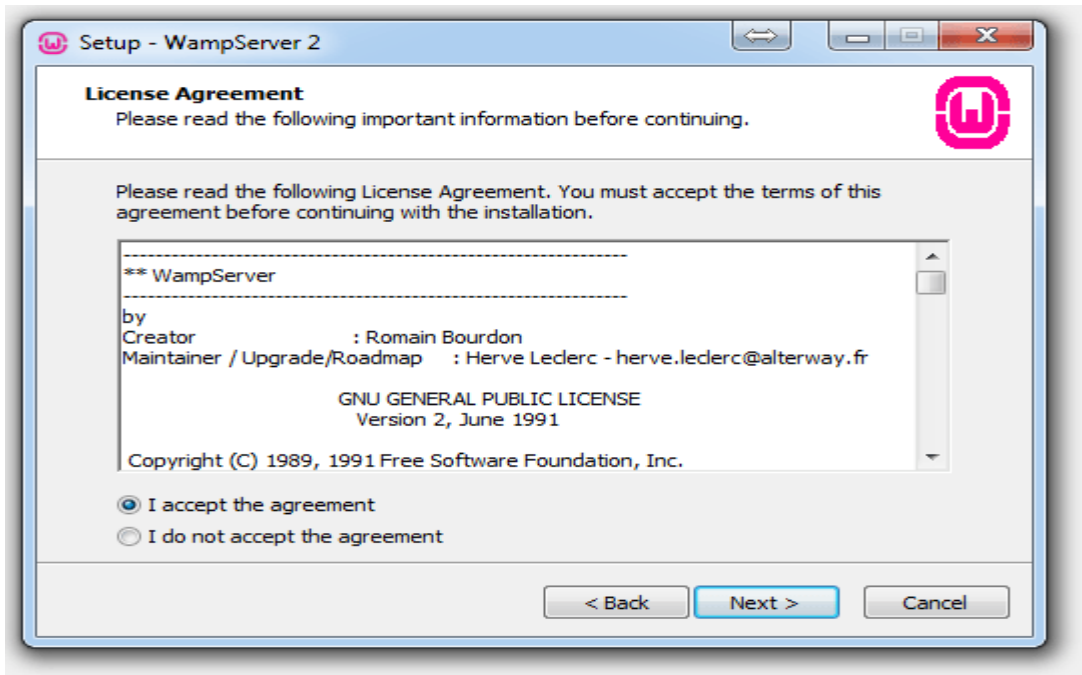 Setup - WampServer 2
License Agreement
Please read the following important information before continuing.
Please read the following License Agreement. You must accept the terms of this
agreement before continuing with the installation.
------------------------------------------------------------
** WampServer
------------------------------------------------------------
by
Creator : Romain Bourdon
Maintainer / Upgrade/Roadmap : Herve Leclerc - herve.leclerc@alterway.fr
GNU GENERAL PUBLIC LICENSE
Version 2, June 1991
Copyright (C) 1989, 1991 Free Software Foundation, Inc.
I accept the agreement
I do not accept the agreement
< Back Next > Cancel